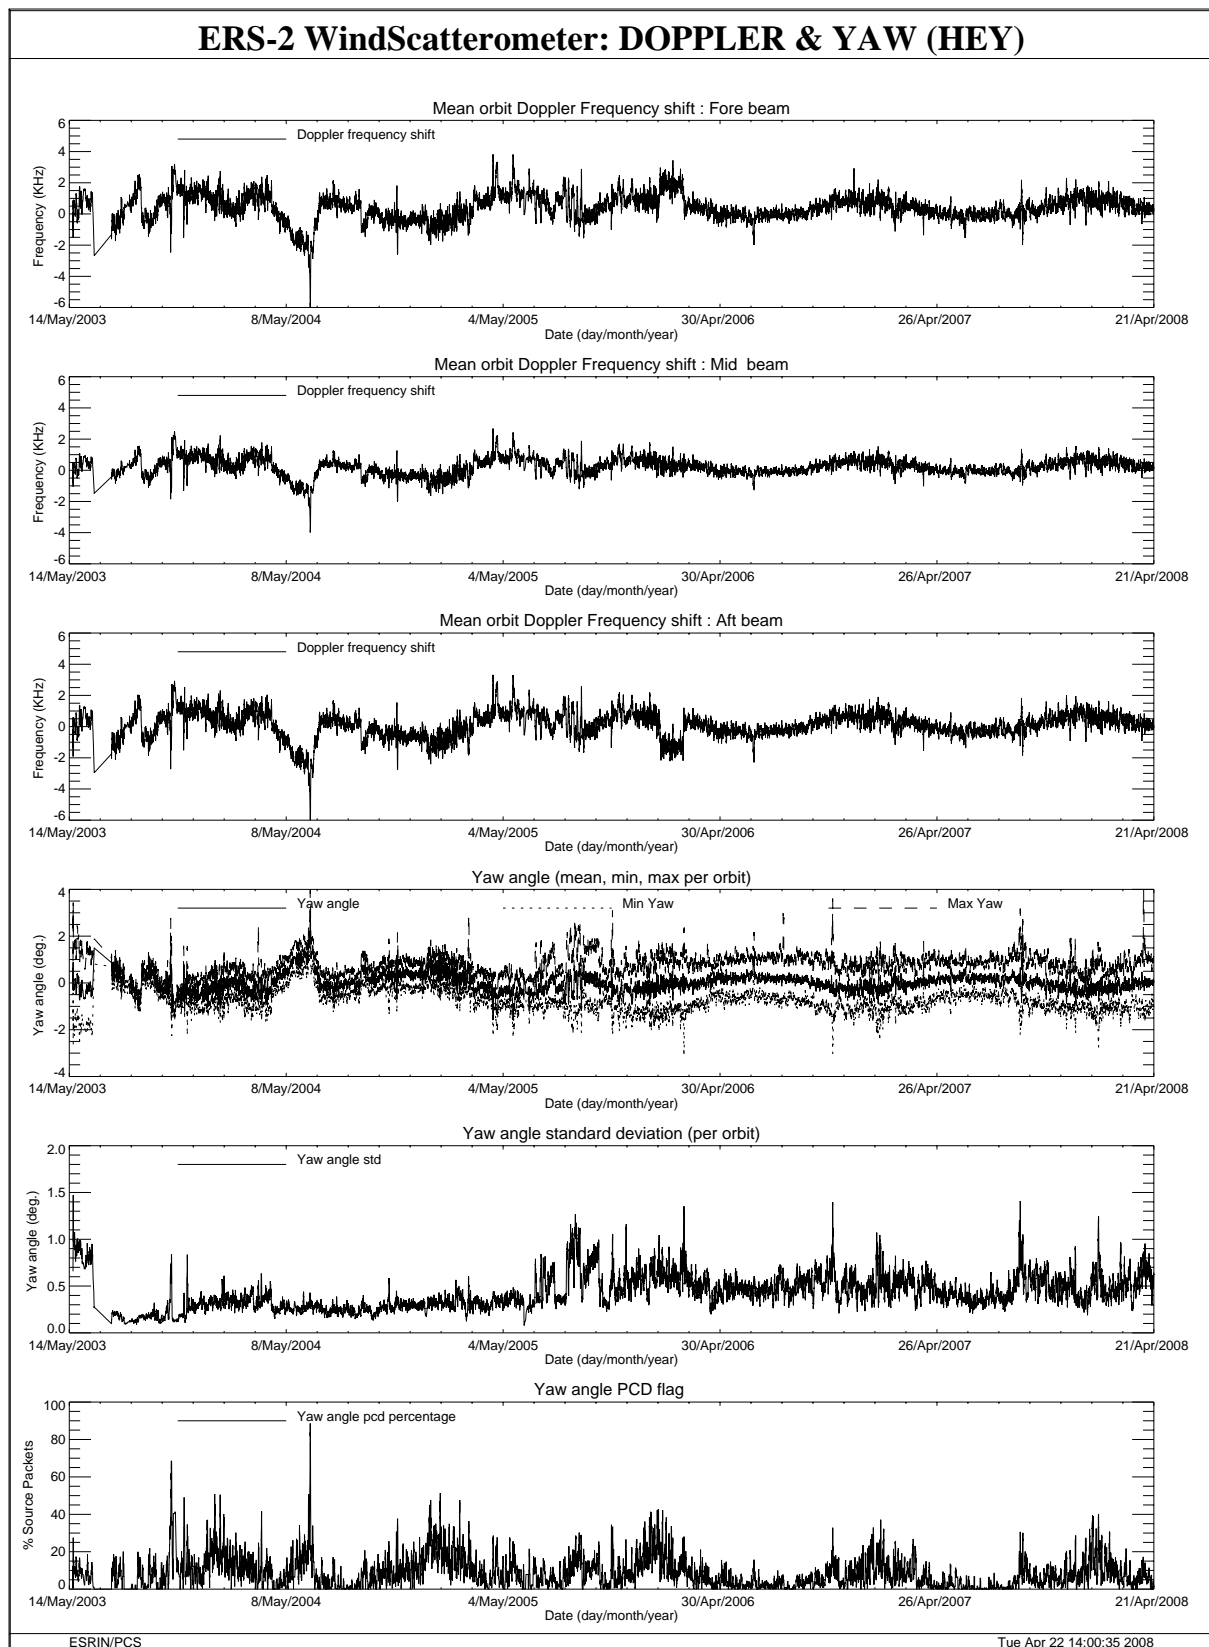 ERS-2 WindScatterometer: DOPPLER & YAW (HEY)
Mean orbit Doppler Frequency shift : Fore beam
Doppler frequency shift
Frequency (KHz)
6
4
2
0
-2
-4
-6
14/May/2003 8/May/2004 4/May/2005 30/Apr/2006 26/Apr/2007 21/Apr/2008
Date (day/month/year)
Mean orbit Doppler Frequency shift : Mid beam
Doppler frequency shift
Frequency (KHz)
6
4
2
0
-2
-4
-6
14/May/2003 8/May/2004 4/May/2005 30/Apr/2006 26/Apr/2007 21/Apr/2008
Date (day/month/year)
Mean orbit Doppler Frequency shift : Aft beam
Doppler frequency shift
Frequency (KHz)
6
4
2
0
-2
-4
-6
14/May/2003 8/May/2004 4/May/2005 30/Apr/2006 26/Apr/2007 21/Apr/2008
Date (day/month/year)
Yaw angle (mean, min, max per orbit)
Yaw angle Min Yaw Max Yaw
Yaw angle (deg.)
4
2
0
-2
-4
14/May/2003 8/May/2004 4/May/2005 30/Apr/2006 26/Apr/2007 21/Apr/2008
Date (day/month/year)
Yaw angle standard deviation (per orbit)
Yaw angle std
Yaw angle (deg.)
2.0
1.5
1.0
0.5
0.0
14/May/2003 8/May/2004 4/May/2005 30/Apr/2006 26/Apr/2007 21/Apr/2008
Date (day/month/year)
Yaw angle PCD flag
Yaw angle pcd percentage
% Source Packets
100
80
60
40
20
0
14/May/2003 8/May/2004 4/May/2005 30/Apr/2006 26/Apr/2007 21/Apr/2008
Date (day/month/year)
ESRIN/PCS Tue Apr 22 14:00:35 2008